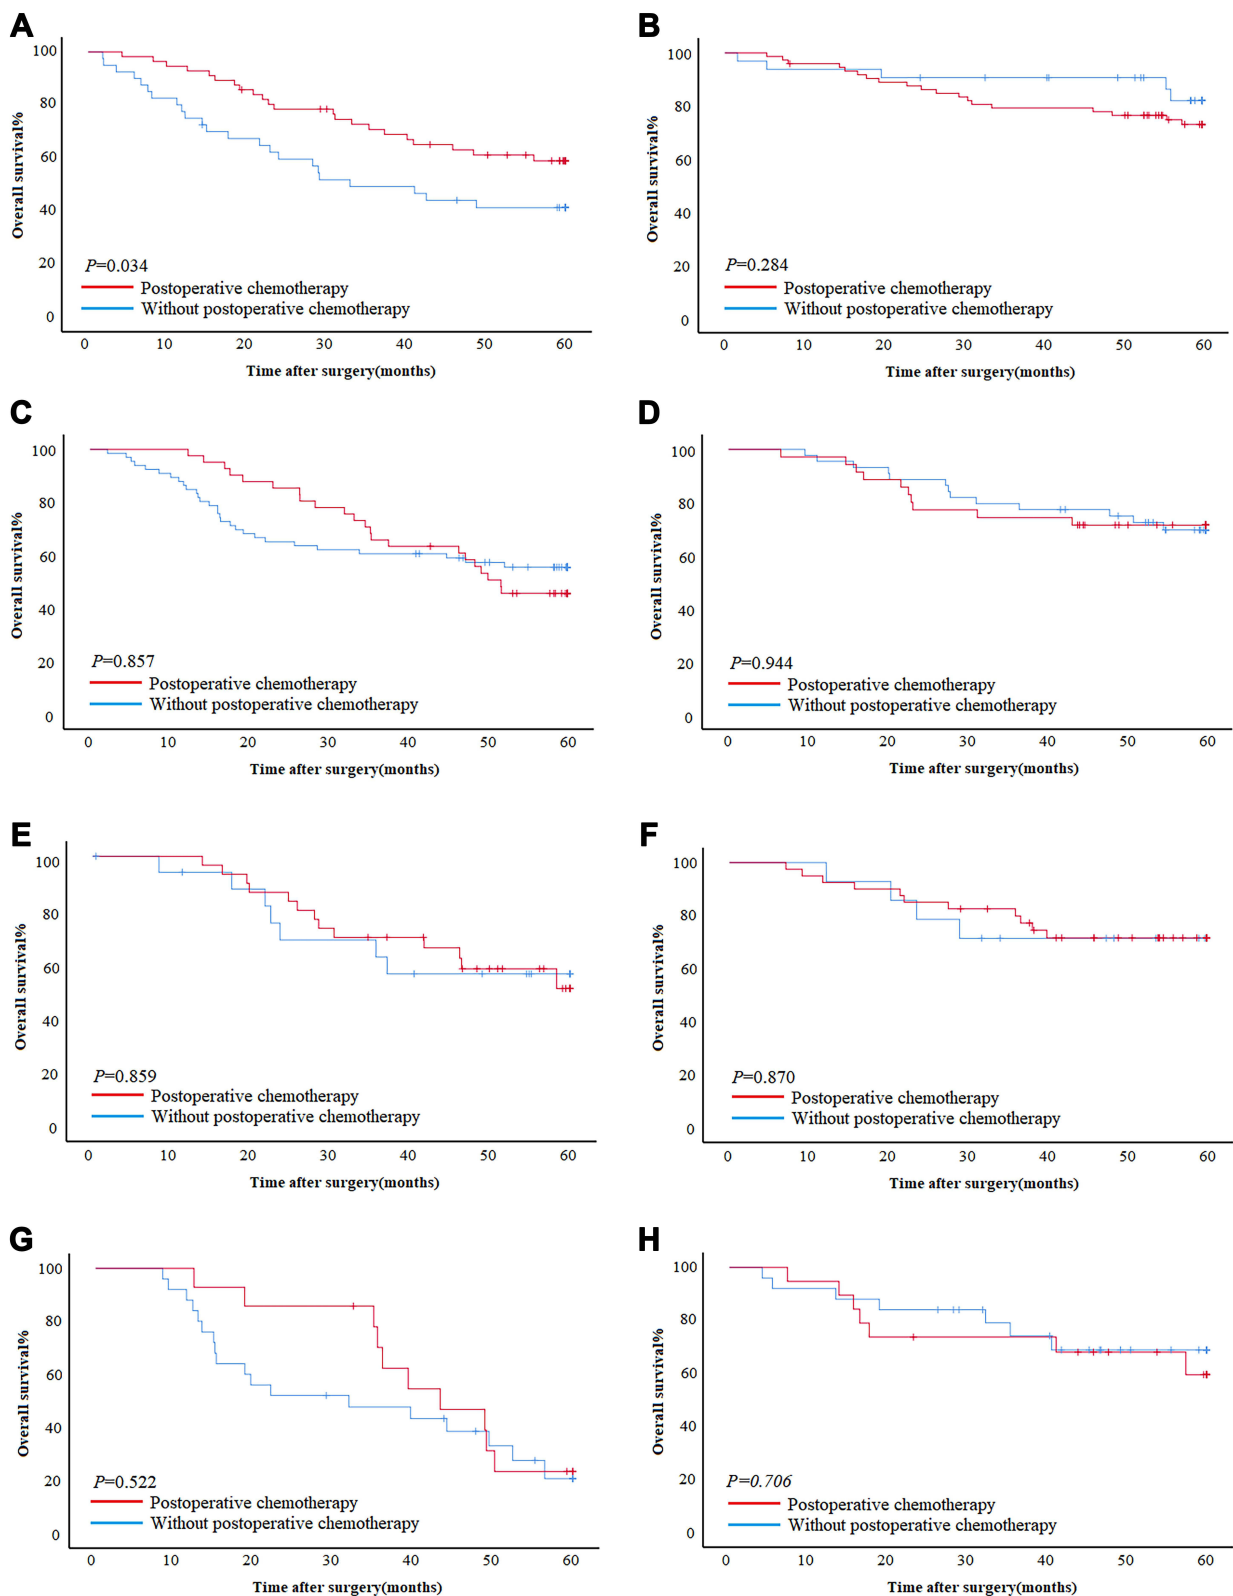 A
100
80
60
40
20
0
Overall survival%
P=0.034
Postoperative chemotherapy
Without postoperative chemotherapy
0 10 20 30 40 50 60
Time after surgery(months)
B
100
80
60
40
20
0
Overall survival%
P=0.284
Postoperative chemotherapy
Without postoperative chemotherapy
0 10 20 30 40 50 60
Time after surgery(months)
C
100
80
60
40
20
0
Overall survival%
P=0.857
Postoperative chemotherapy
Without postoperative chemotherapy
0 10 20 30 40 50 60
Time after surgery(months)
D
100
80
60
40
20
0
Overall survival%
P=0.944
Postoperative chemotherapy
Without postoperative chemotherapy
0 10 20 30 40 50 60
Time after surgery(months)
E
100
80
60
40
20
0
Overall survival%
P=0.859
Postoperative chemotherapy
Without postoperative chemotherapy
0 10 20 30 40 50 60
Time after surgery(months)
F
100
80
60
40
20
0
Overall survival%
P=0.870
Postoperative chemotherapy
Without postoperative chemotherapy
0 10 20 30 40 50 60
Time after surgery(months)
G
100
80
60
40
20
0
Overall survival%
P=0.522
Postoperative chemotherapy
Without postoperative chemotherapy
0 10 20 30 40 50 60
Time after surgery(months)
H
100
80
60
40
20
0
Overall survival%
P=0.706
Postoperative chemotherapy
Without postoperative chemotherapy
0 10 20 30 40 50 60
Time after surgery(months)